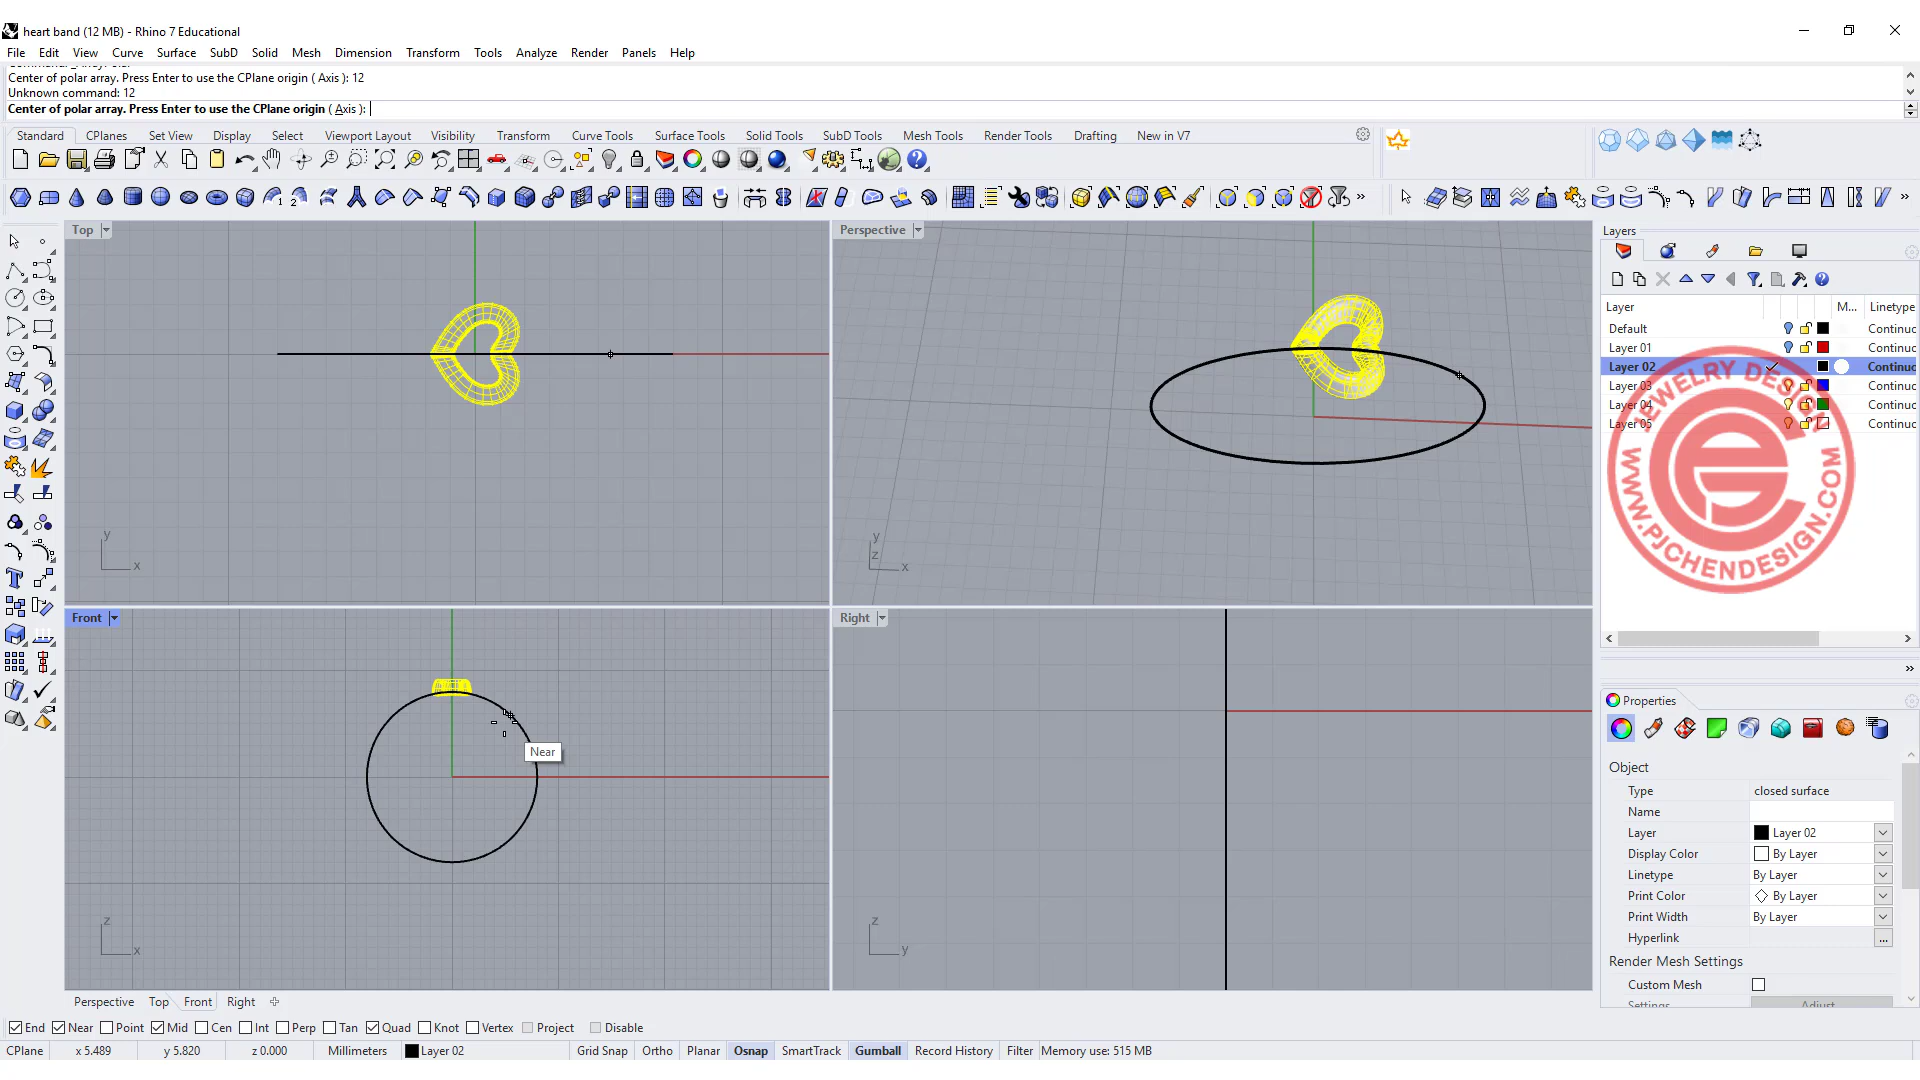 heart band (12 MB) - Rhino 7 Educational
File Edit View Curve Surface SubD Solid Mesh Dimension Transform Tools Analyze Render Panels Help
Center of polar array. Press Enter to use the CPlane origin ( Axis ): 12
Unknown command: 12
Center of polar array. Press Enter to use the CPlane origin ( Axis ):
Standard CPlanes Set View Display Select Viewport Layout Visibility Transform Curve Tools Surface Tools Solid Tools SubD Tools Mesh Tools Render Tools Drafting New in V7
Top
Perspective
Layers
Layer M... Linetype
Default Continuc
Layer 01 Continuc
Layer 02 Continuc
Layer 03 Continuc
Layer 04 Continuc
Layer 05 Continuc
JEWELRY DESIGN
WWW.PJCHENDESIGN.COM
y
x
y
z
x
Front
Right
Near
z
x
z
y
Properties
Object
Type closed surface
Name
Layer Layer 02
Display Color By Layer
Linetype By Layer
Print Color By Layer
Print Width By Layer
Hyperlink ...
Render Mesh Settings
Custom Mesh
Settings Adjust
Perspective Top Front Right
End Near Point Mid Cen Int Perp Tan Quad Knot Vertex Project Disable
CPlane x 5.489 y 5.820 z 0.000 Millimeters Layer 02 Grid Snap Ortho Planar Osnap SmartTrack Gumball Record History Filter Memory use: 515 MB